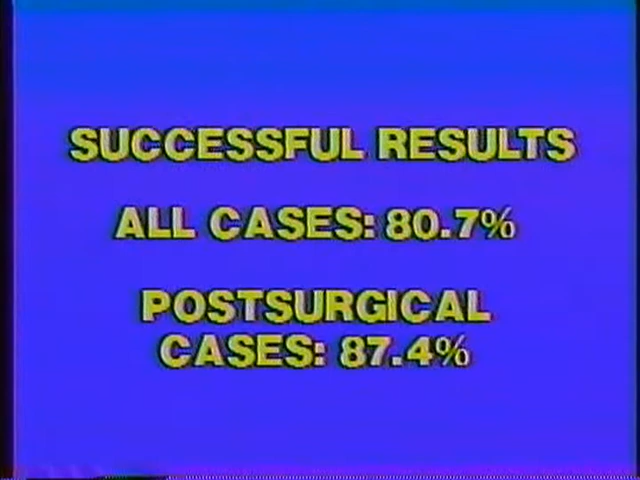 SUCCESSFUL RESULTS
ALL CASES: 80.7%
POSTSURGICAL
CASES: 87.4%